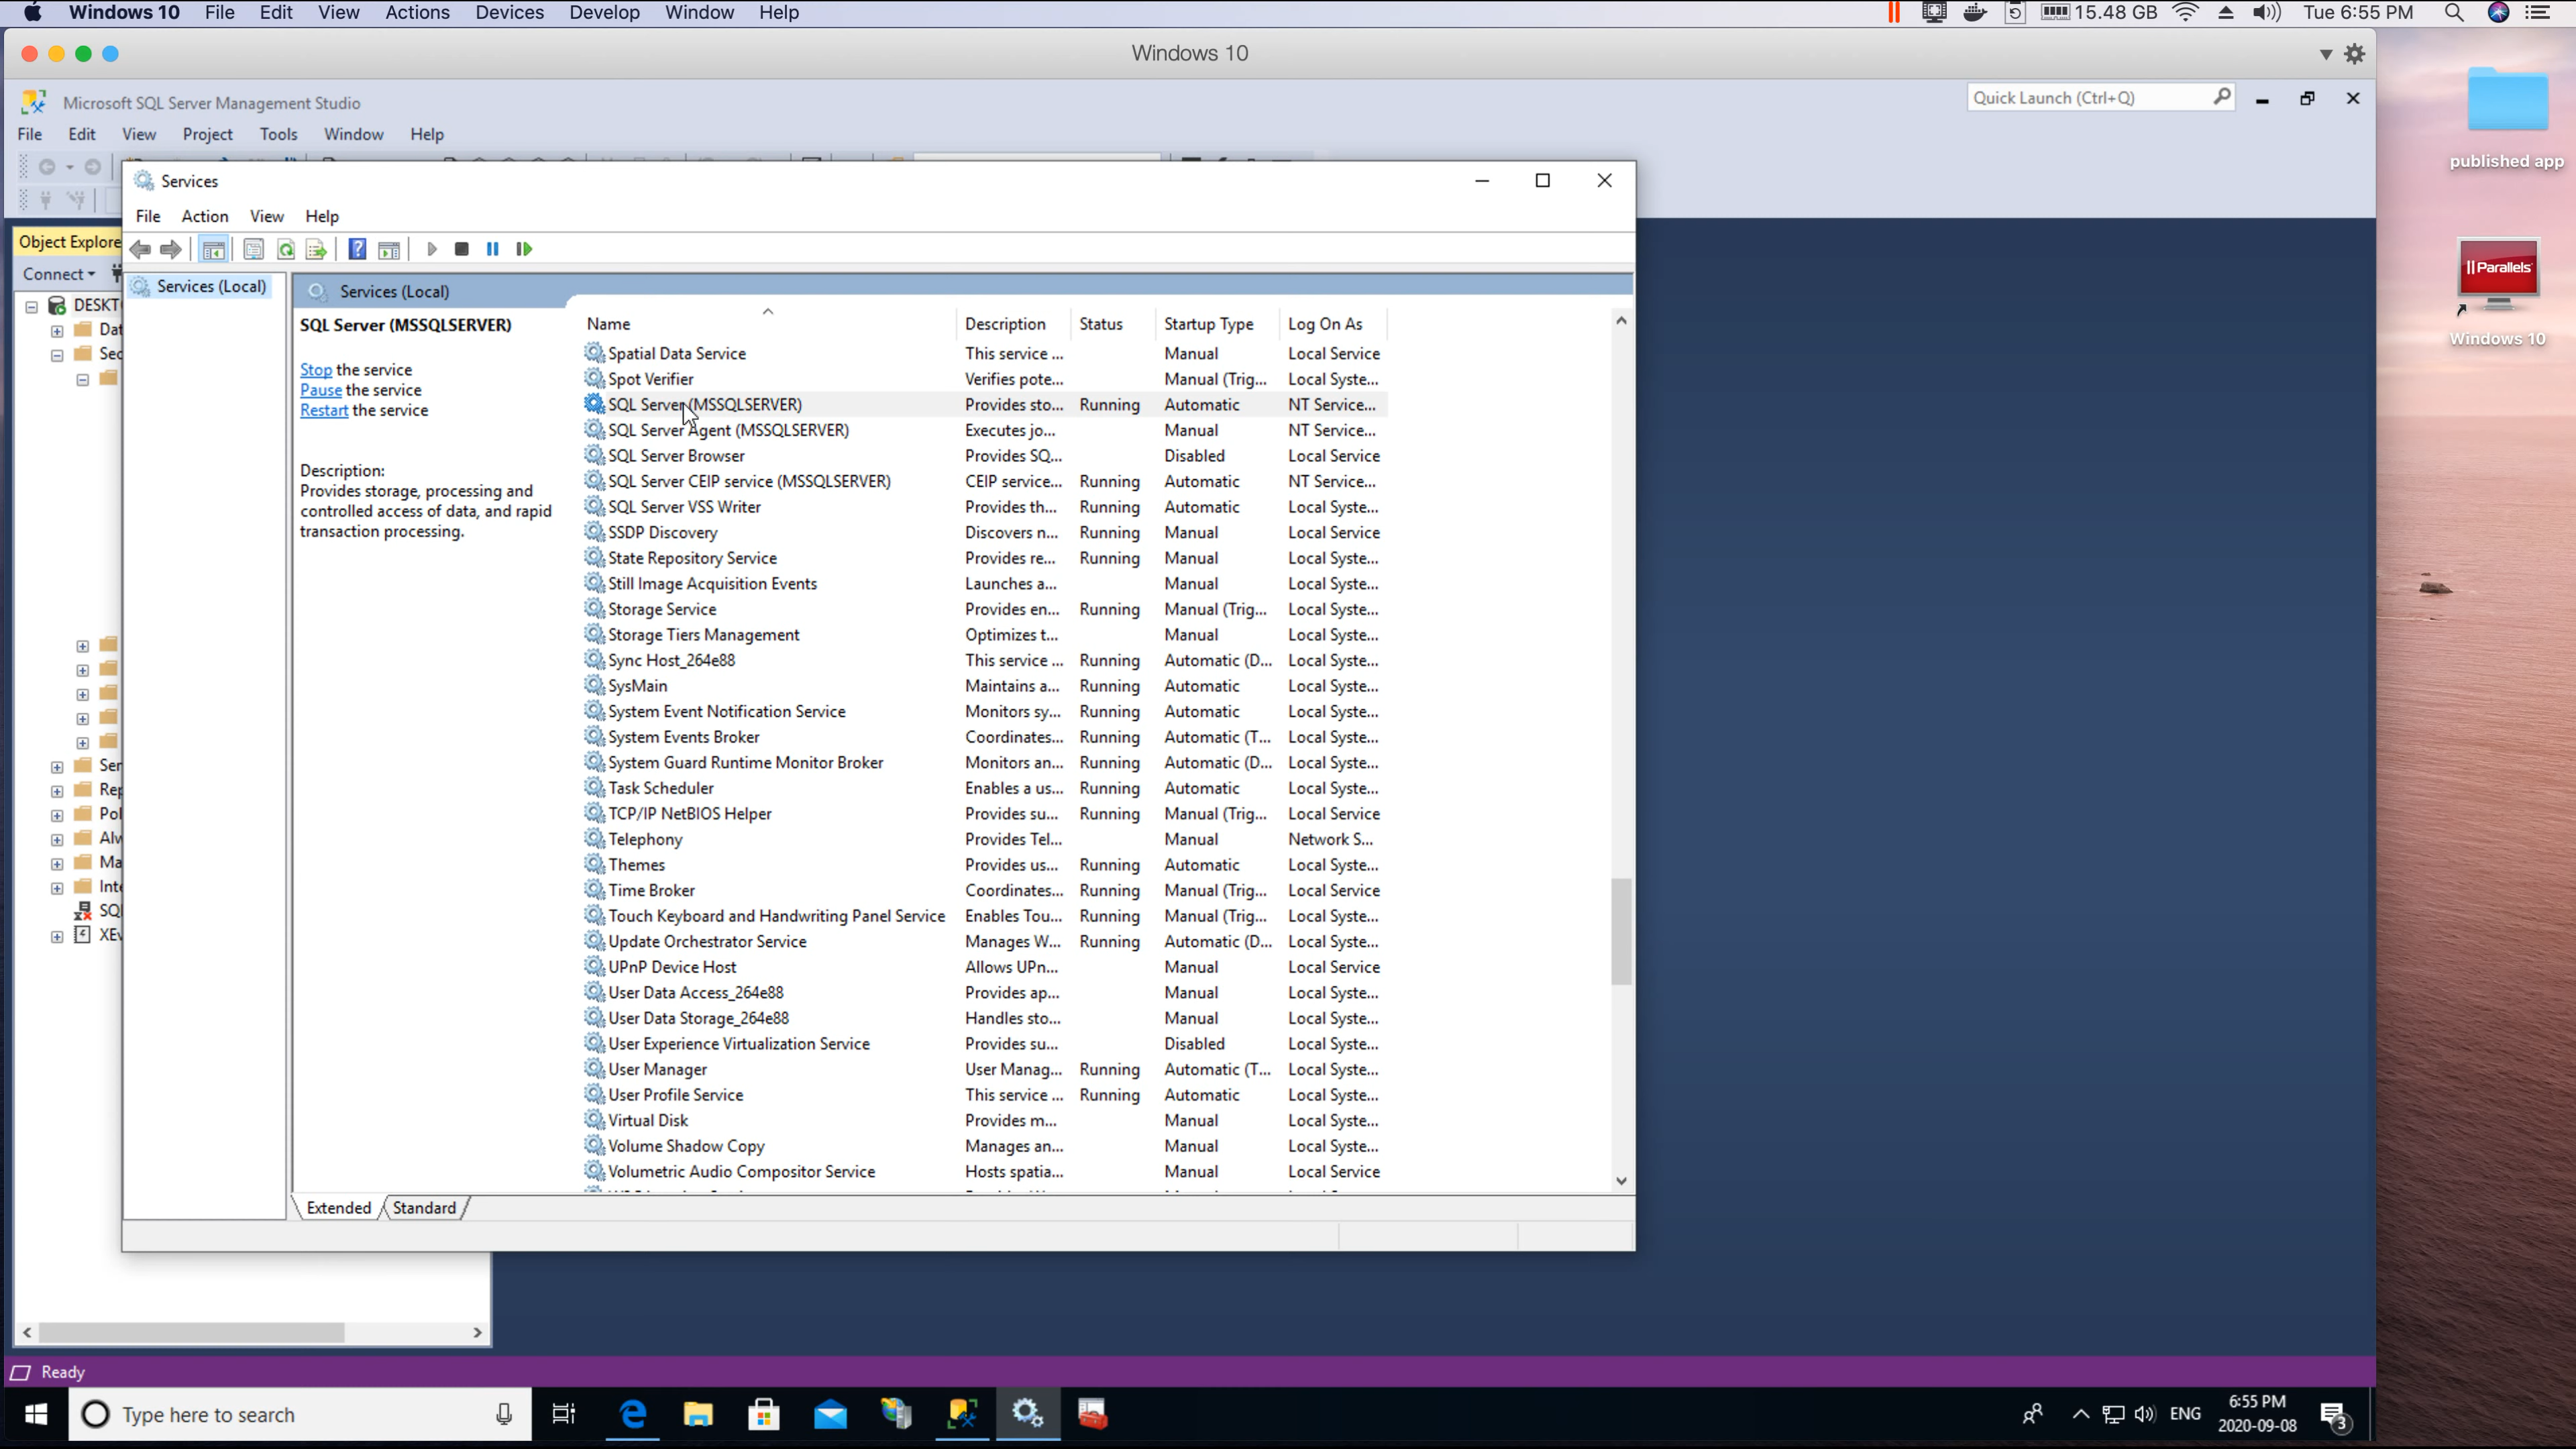 Windows 10 File Edit View Actions Devices Develop Window Help 15.48 GB Tue 6:55 PM
Windows 10
Microsoft SQL Server Management Studio Quick Launch (Ctrl+Q)
File Edit View Project Tools Window Help
published app
Parallels
Windows 10
Services
File Action View Help
Object Explore
Connect
DESKT
Dat
Sec
Ser
Rep
Pol
Alw
Ma
Inte
SQ
XEv
Services (Local)
Services (Local)
SQL Server (MSSQLSERVER)
Stop the service
Pause the service
Restart the service
Description:
Provides storage, processing and
controlled access of data, and rapid
transaction processing.
Name Description Status Startup Type Log On As
Spatial Data Service This service ... Manual Local Service
Spot Verifier Verifies pote... Manual (Trig... Local Syste...
SQL Server (MSSQLSERVER) Provides sto... Running Automatic NT Service...
SQL Server Agent (MSSQLSERVER) Executes jo... Manual NT Service...
SQL Server Browser Provides SQ... Disabled Local Service
SQL Server CEIP service (MSSQLSERVER) CEIP service... Running Automatic NT Service...
SQL Server VSS Writer Provides th... Running Automatic Local Syste...
SSDP Discovery Discovers n... Running Manual Local Service
State Repository Service Provides re... Running Manual Local Syste...
Still Image Acquisition Events Launches a... Manual Local Syste...
Storage Service Provides en... Running Manual (Trig... Local Syste...
Storage Tiers Management Optimizes t... Manual Local Syste...
Sync Host_264e88 This service ... Running Automatic (D... Local Syste...
SysMain Maintains a... Running Automatic Local Syste...
System Event Notification Service Monitors sy... Running Automatic Local Syste...
System Events Broker Coordinates... Running Automatic (T... Local Syste...
System Guard Runtime Monitor Broker Monitors an... Running Automatic (D... Local Syste...
Task Scheduler Enables a us... Running Automatic Local Syste...
TCP/IP NetBIOS Helper Provides su... Running Manual (Trig... Local Service
Telephony Provides Tel... Manual Network S...
Themes Provides us... Running Automatic Local Syste...
Time Broker Coordinates... Running Manual (Trig... Local Service
Touch Keyboard and Handwriting Panel Service Enables Tou... Running Manual (Trig... Local Syste...
Update Orchestrator Service Manages W... Running Automatic (D... Local Syste...
UPnP Device Host Allows UPn... Manual Local Service
User Data Access_264e88 Provides ap... Manual Local Syste...
User Data Storage_264e88 Handles sto... Manual Local Syste...
User Experience Virtualization Service Provides su... Disabled Local Syste...
User Manager User Manag... Running Automatic (T... Local Syste...
User Profile Service This service ... Running Automatic Local Syste...
Virtual Disk Provides m... Manual Local Syste...
Volume Shadow Copy Manages an... Manual Local Syste...
Volumetric Audio Compositor Service Hosts spatia... Manual Local Service
Extended Standard
Ready
Type here to search
ENG
6:55 PM
2020-09-08
3